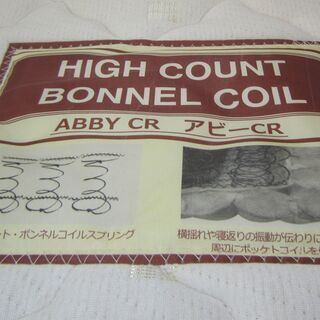 HIGH COUNT
BONNEL COIL
ABBY CR アビーCR
ト・ボンネルコイルスプリング
横揺れや寝返りの振動が伝わりに
周辺にポケットコイルを